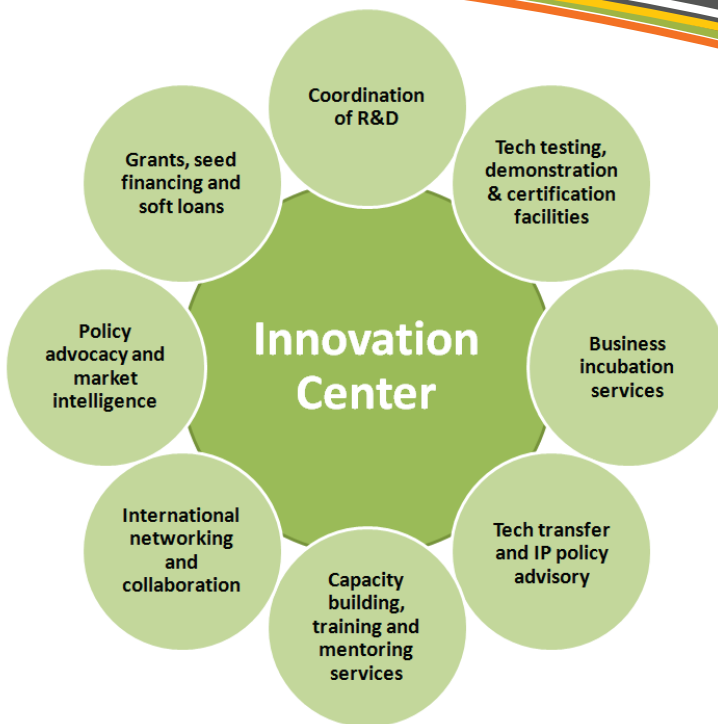 Coordination
of R&D
Tech testing,
demonstration
& certification
facilities
Business
incubation
services
Tech transfer
and IP policy
advisory
Capacity
building,
training and
mentoring
services
International
networking
and
collaboration
Policy
advocacy and
market
intelligence
Grants, seed
financing and
soft loans
Innovation
Center